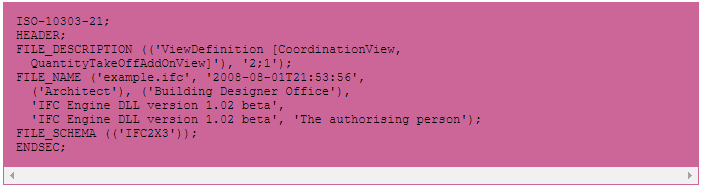 ISO-10303-21;
HEADER;
FILE_DESCRIPTION (('ViewDefinition [CoordinationView,
QuantityTakeOffAddOnView]'), '2;1');
FILE_NAME ('example.ifc', '2008-08-01T21:53:56',
('Architect'), ('Building Designer Office'),
'IFC Engine DLL version 1.02 beta',
'IFC Engine DLL version 1.02 beta', 'The authorising person');
FILE_SCHEMA (('IFC2X3'));
ENDSEC;